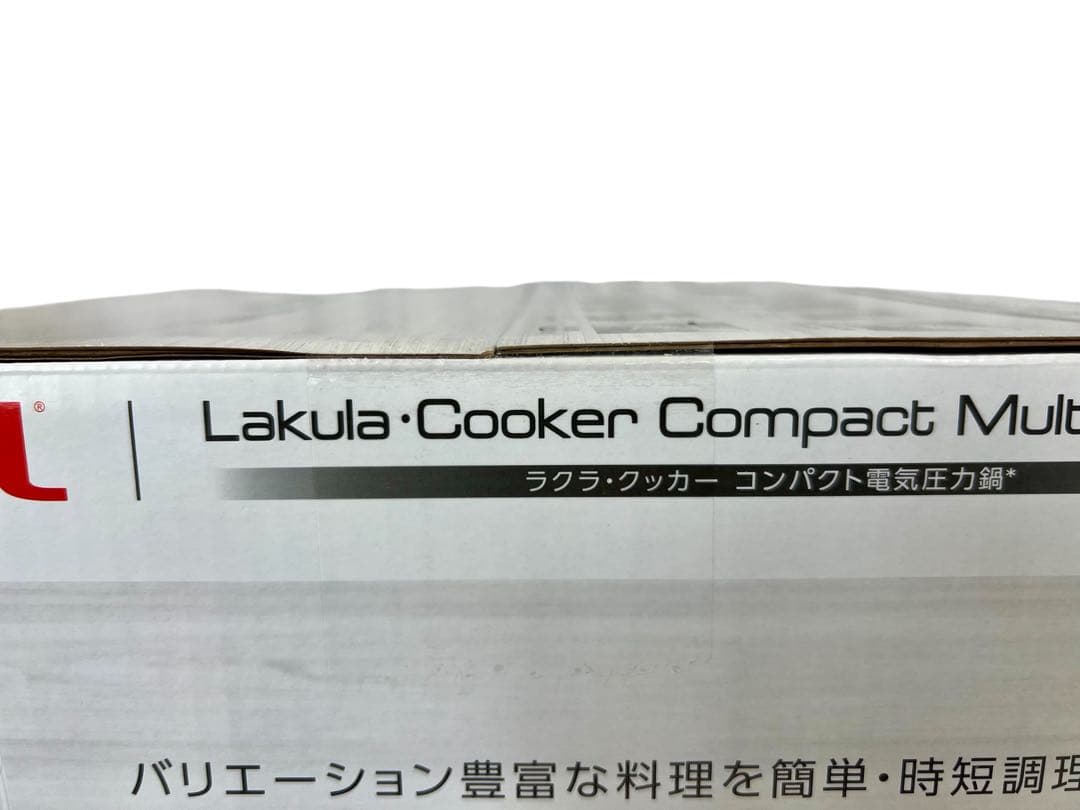 ® Lakula・Cooker Compact Mult
ラクラ・クッカー コンパクト電気圧力鍋*
バリエーション豊富な料理を簡単・時短調理